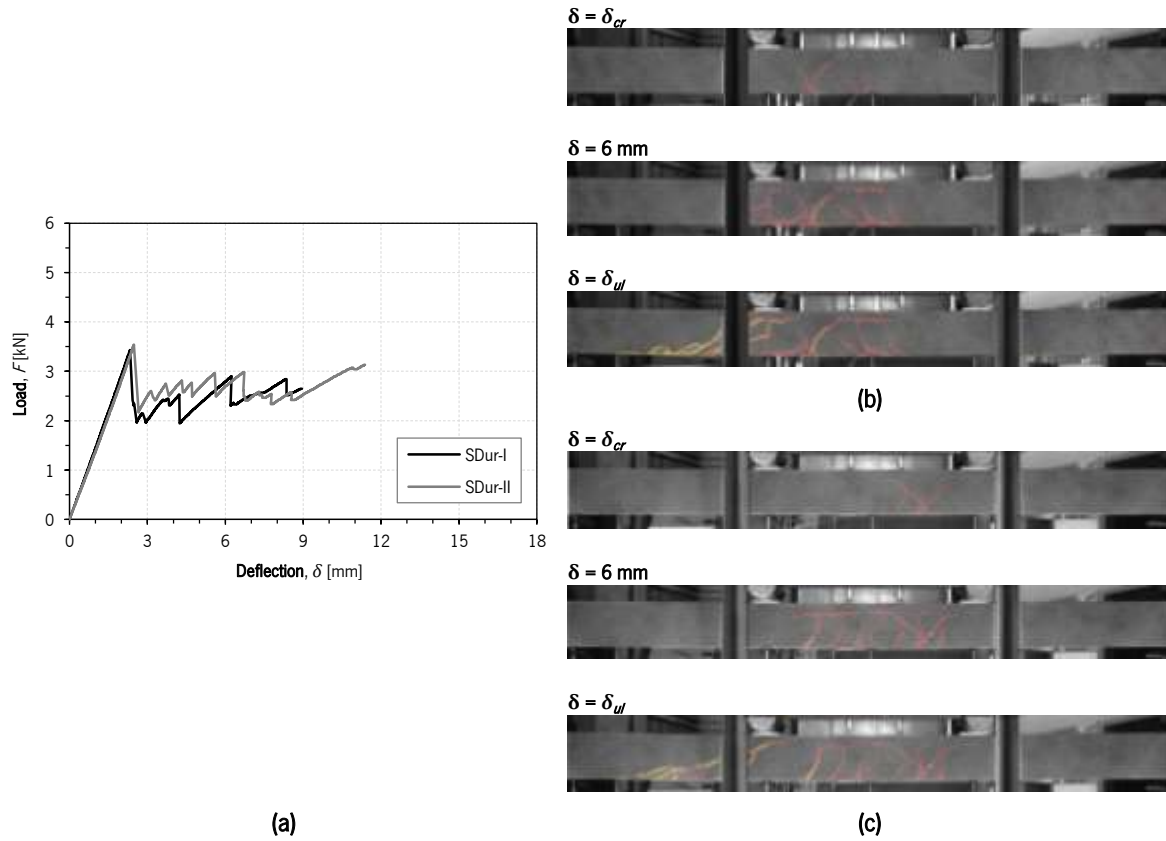 δ = δcr
δ = 6 mm
δ = δul
(b)
δ = δcr
δ = 6 mm
δ = δul
(c)
6
5
4
3
2
1
0
Load, F [kN]
0 3 6 9 12 15 18
Deflection, δ [mm]
SDur-I
SDur-II
(a)